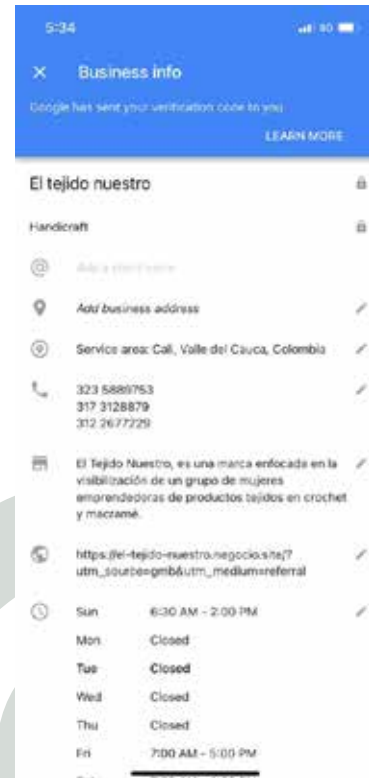 5:34
Business info
Google has sent your verification code to you
LEARN MORE
El tejido nuestro
Handicraft
Add a short name
Add business address
Service area: Cali, Valle del Cauca, Colombia
323 5889753
317 3128879
312 2677229
El Tejido Nuestro, es una marca enfocada en la
visibilización de un grupo de mujeres
emprendedoras de productos tejidos en crochet
y macramé.
https://el-tejido-nuestro.negocio.site/?
utm_source=gmb&utm_medium=referral
Sun 6:30 AM – 2:00 PM
Mon Closed
Tue Closed
Wed Closed
Thu Closed
Fri 7:00 AM – 5:00 PM